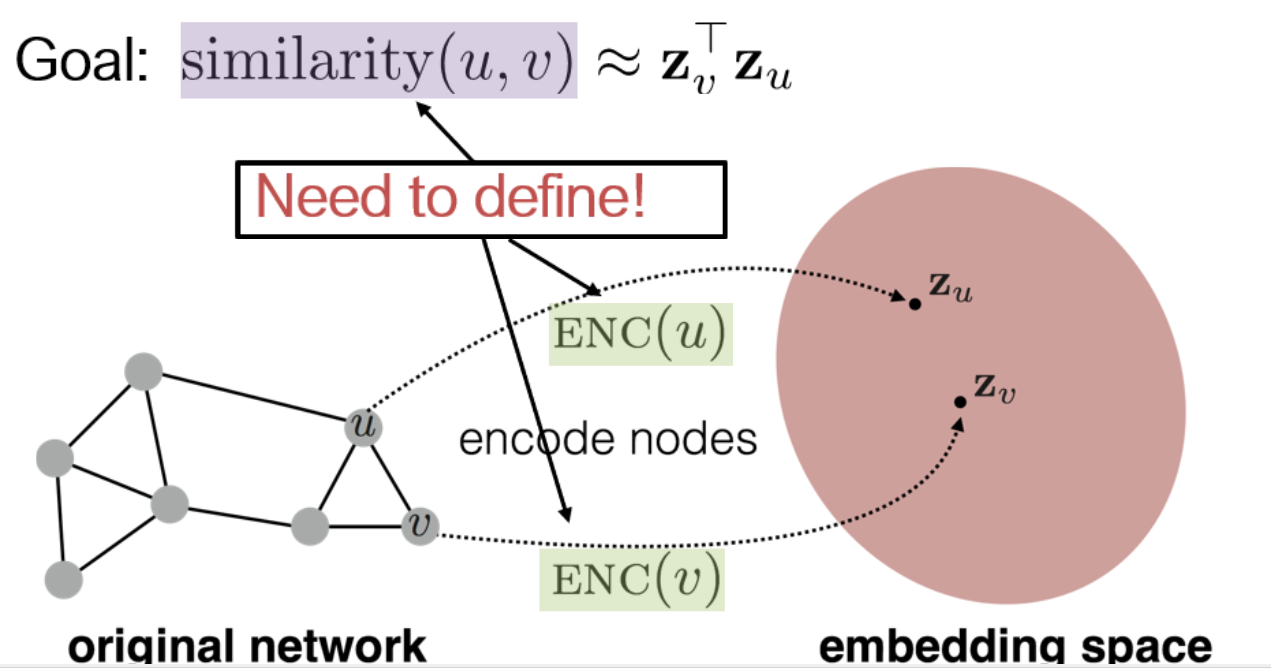 Goal: similarity(u, v) ≈ z_v^⊤ z_u
Need to define!
z_u
ENC(u)
z_v
u
encode nodes
v
ENC(v)
original network
embedding space